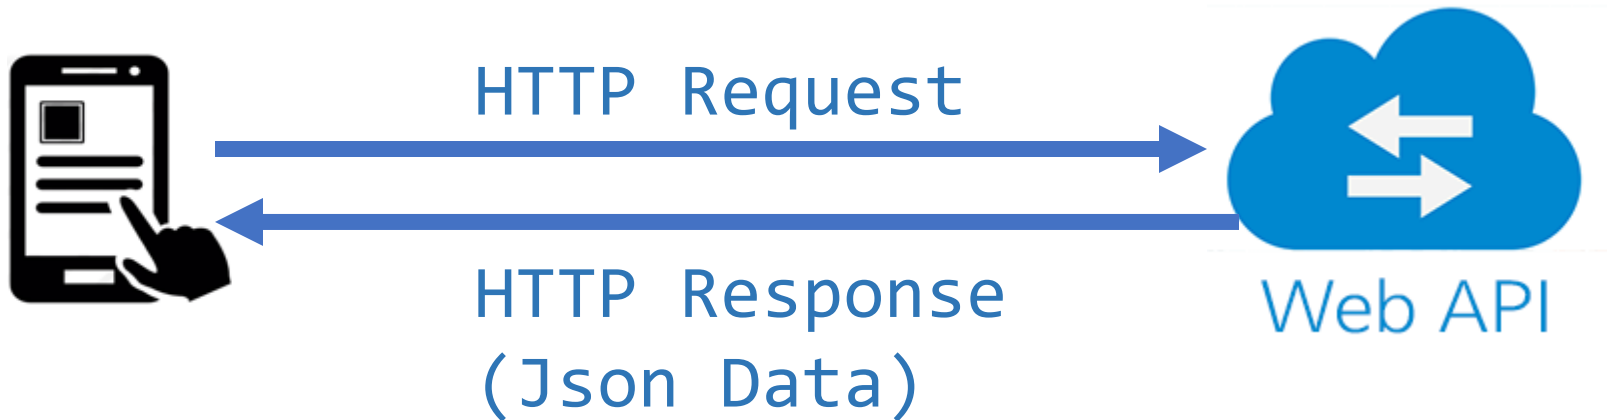 HTTP Request
HTTP Response
(Json Data)
Web API